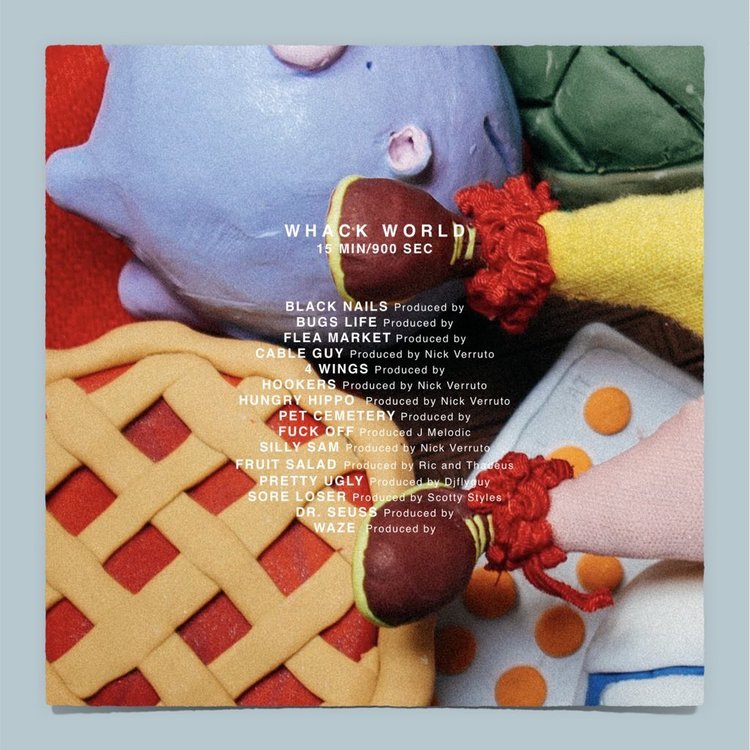 WHACK WORLD
15 MIN/900 SEC
BLACK NAILS Produced by
BUGS LIFE Produced by
FLEA MARKET Produced by
CABLE GUY Produced by Nick Verruto
4 WINGS Produced by
HOOKERS Produced by Nick Verruto
HUNGRY HIPPO Produced by Nick Verruto
PET CEMETERY Produced by
FUCK OFF Produced J Melodic
SILLY SAM Produced by Nick Verruto
FRUIT SALAD Produced by Ric and Thadeus
PRETTY UGLY Produced by Djflyguy
SORE LOSER Produced by Scotty Styles
DR. SEUSS Produced by
WAZE Produced by